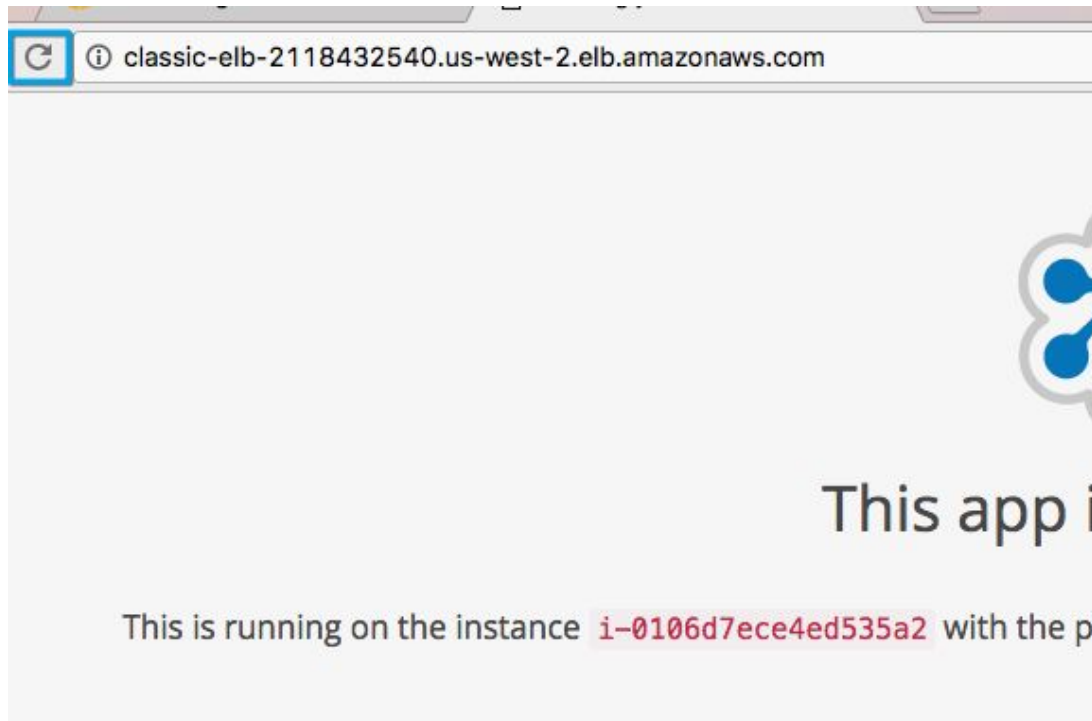 classic-elb-2118432540.us-west-2.elb.amazonaws.com
This app
This is running on the instance i-0106d7ece4ed535a2 with the